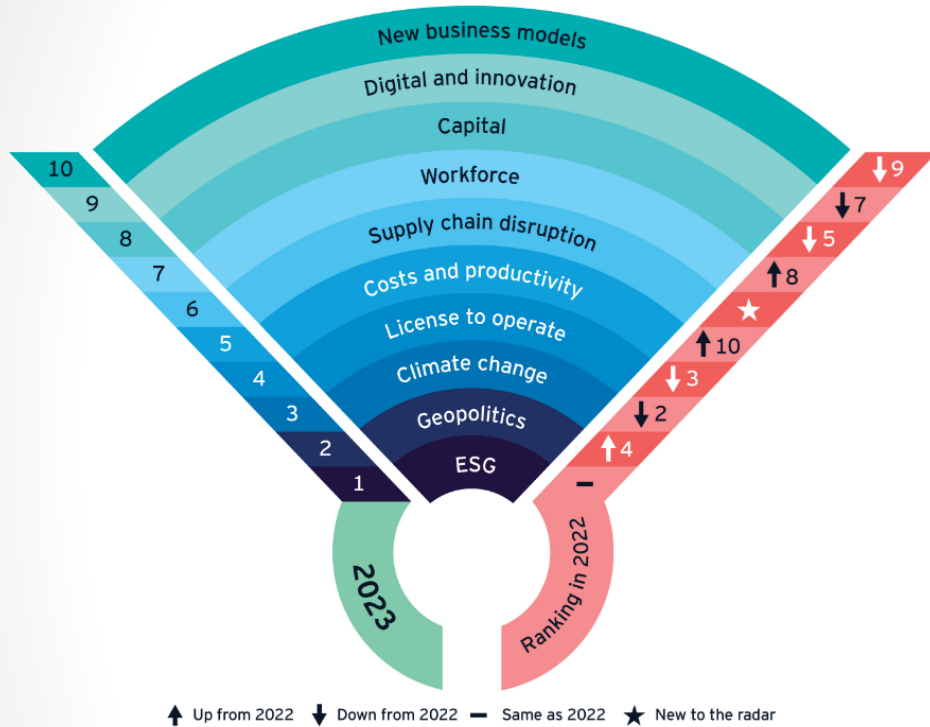 New business models
Digital and innovation
Capital
Workforce
Supply chain disruption
Costs and productivity
License to operate
Climate change
Geopolitics
ESG
10
9
8
7
6
5
4
3
2
1
2023
9
7
5
8
10
3
2
4
Ranking in 2022
Up from 2022
Down from 2022
Same as 2022
New to the radar